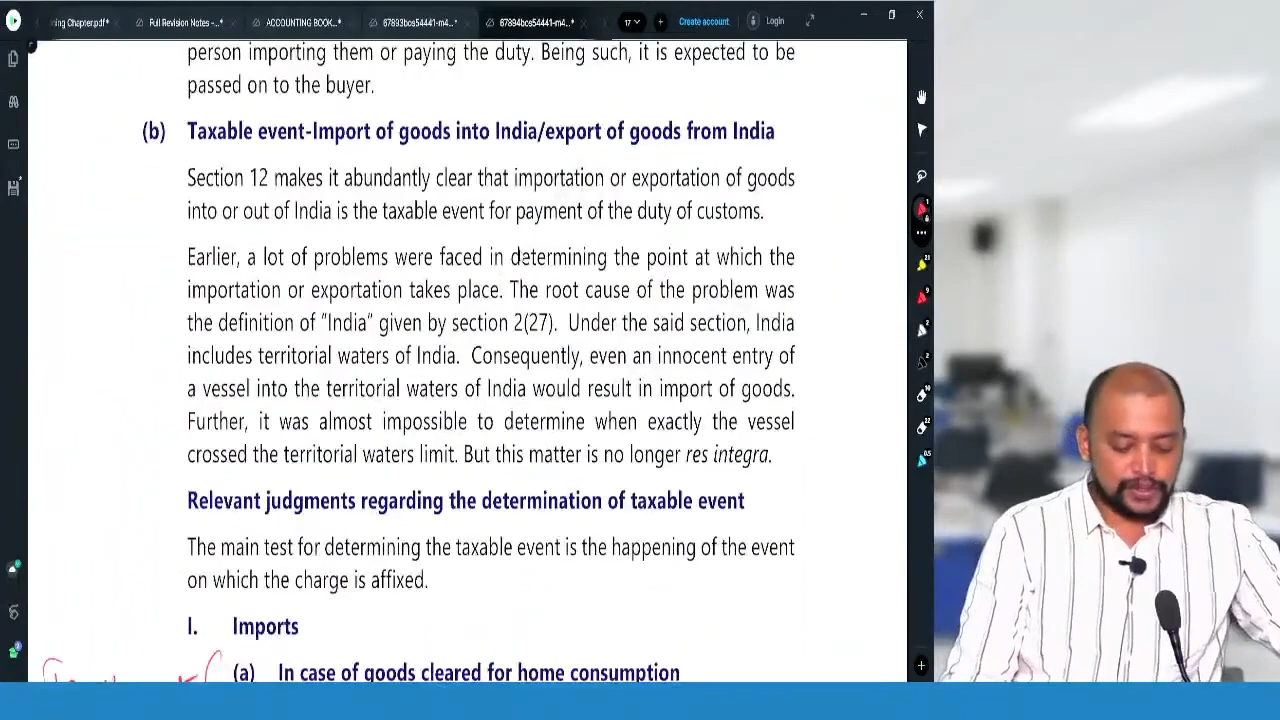 ning Chapter.pdf*
Full Revision Notes -...*
ACCOUNTING BOOK...*
67893bos54441-m4...*
67894bos54441-m4...*
17
Create account
Login
person importing them or paying the duty. Being such, it is expected to be
passed on to the buyer.
(b) Taxable event-Import of goods into India/export of goods from India
Section 12 makes it abundantly clear that importation or exportation of goods
into or out of India is the taxable event for payment of the duty of customs.
Earlier, a lot of problems were faced in determining the point at which the
importation or exportation takes place. The root cause of the problem was
the definition of “India” given by section 2(27). Under the said section, India
includes territorial waters of India. Consequently, even an innocent entry of
a vessel into the territorial waters of India would result in import of goods.
Further, it was almost impossible to determine when exactly the vessel
crossed the territorial waters limit. But this matter is no longer res integra.
Relevant judgments regarding the determination of taxable event
The main test for determining the taxable event is the happening of the event
on which the charge is affixed.
I. Imports
(a) In case of goods cleared for home consumption